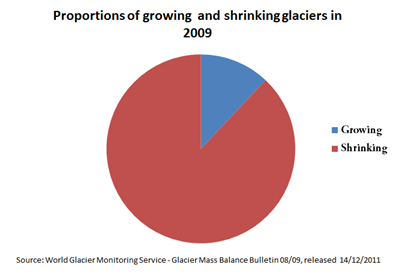 Proportions of growing and shrinking glaciers in
2009
Growing
Shrinking
Source: World Glacier Monitoring Service - Glacier Mass Balance Bulletin 08/09, released 14/12/2011